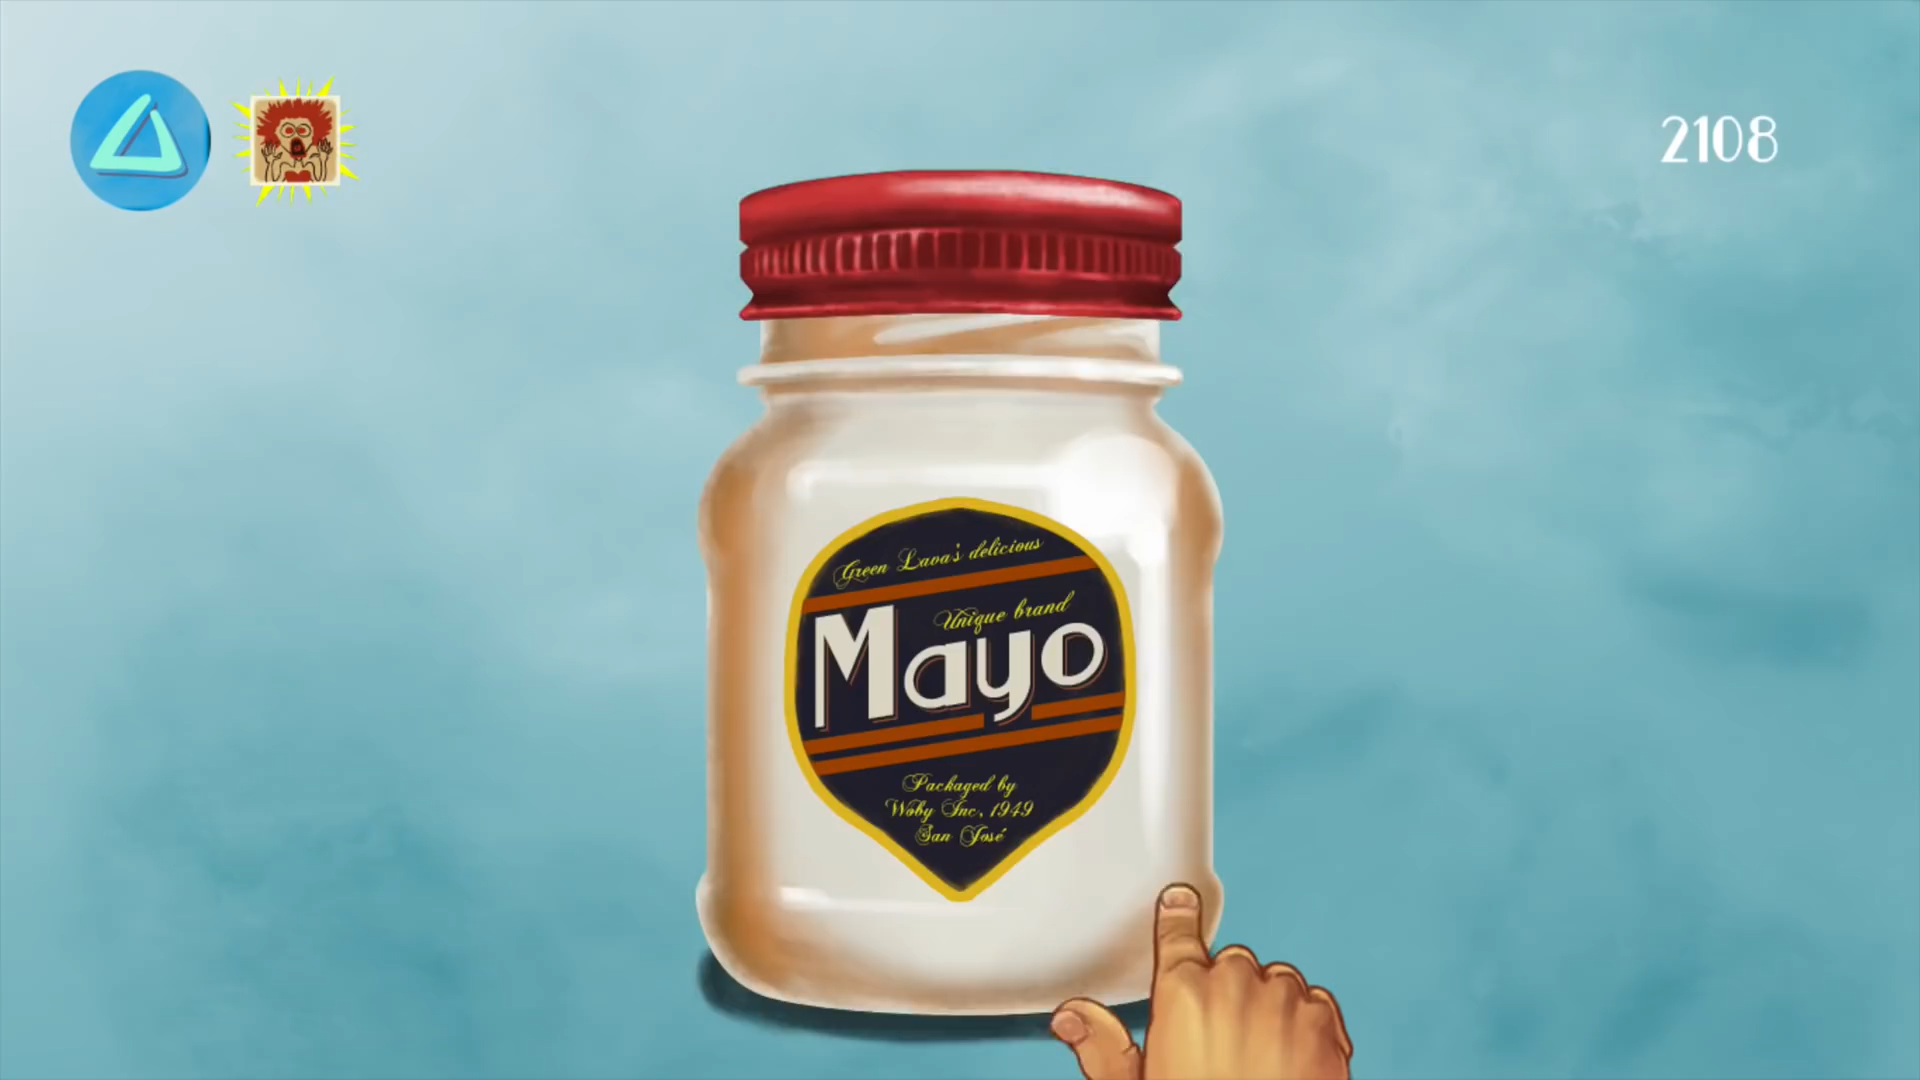 2108
Green Lava's delicious
Unique brand
Mayo
Packaged by
Woby Inc, 1949
San José